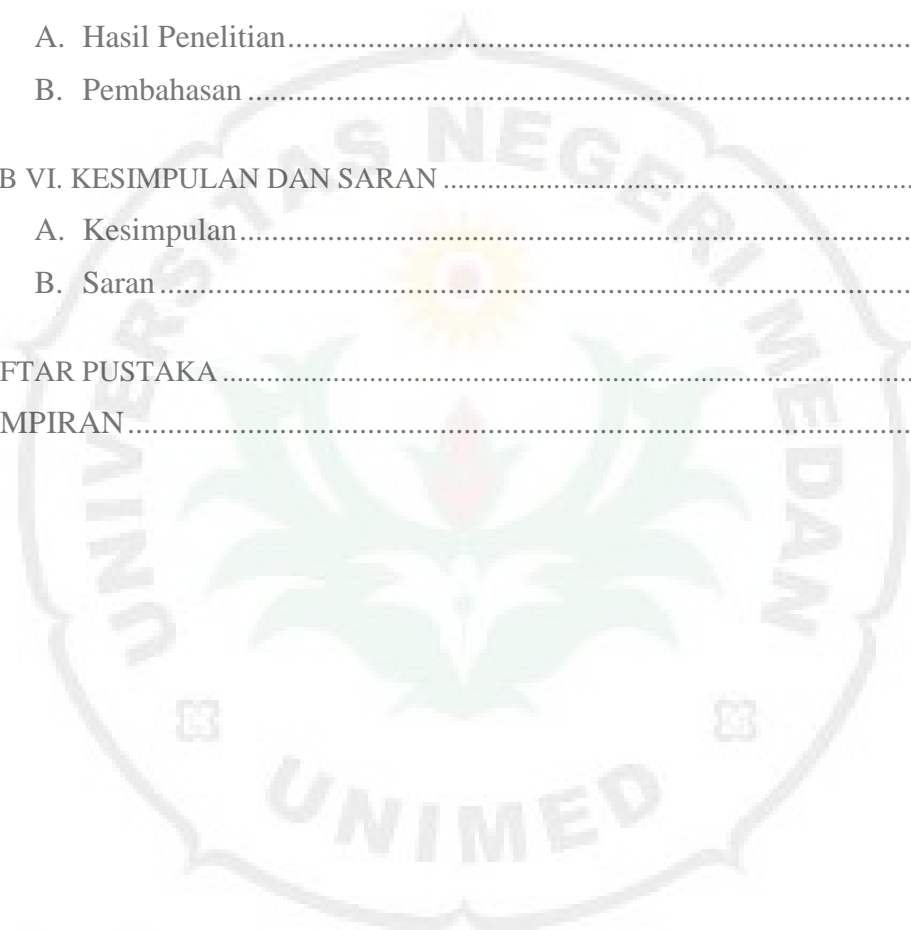 A. Hasil Penelitian........................................................................................
B. Pembahasan ............................................................................................
B VI. KESIMPULAN DAN SARAN ................................................................
A. Kesimpulan..............................................................................................
B. Saran .......................................................................................................
FTAR PUSTAKA ..........................................................................................
MPIRAN.........................................................................................................
UNIVERSITAS NEGERI MEDAN
UNIMED